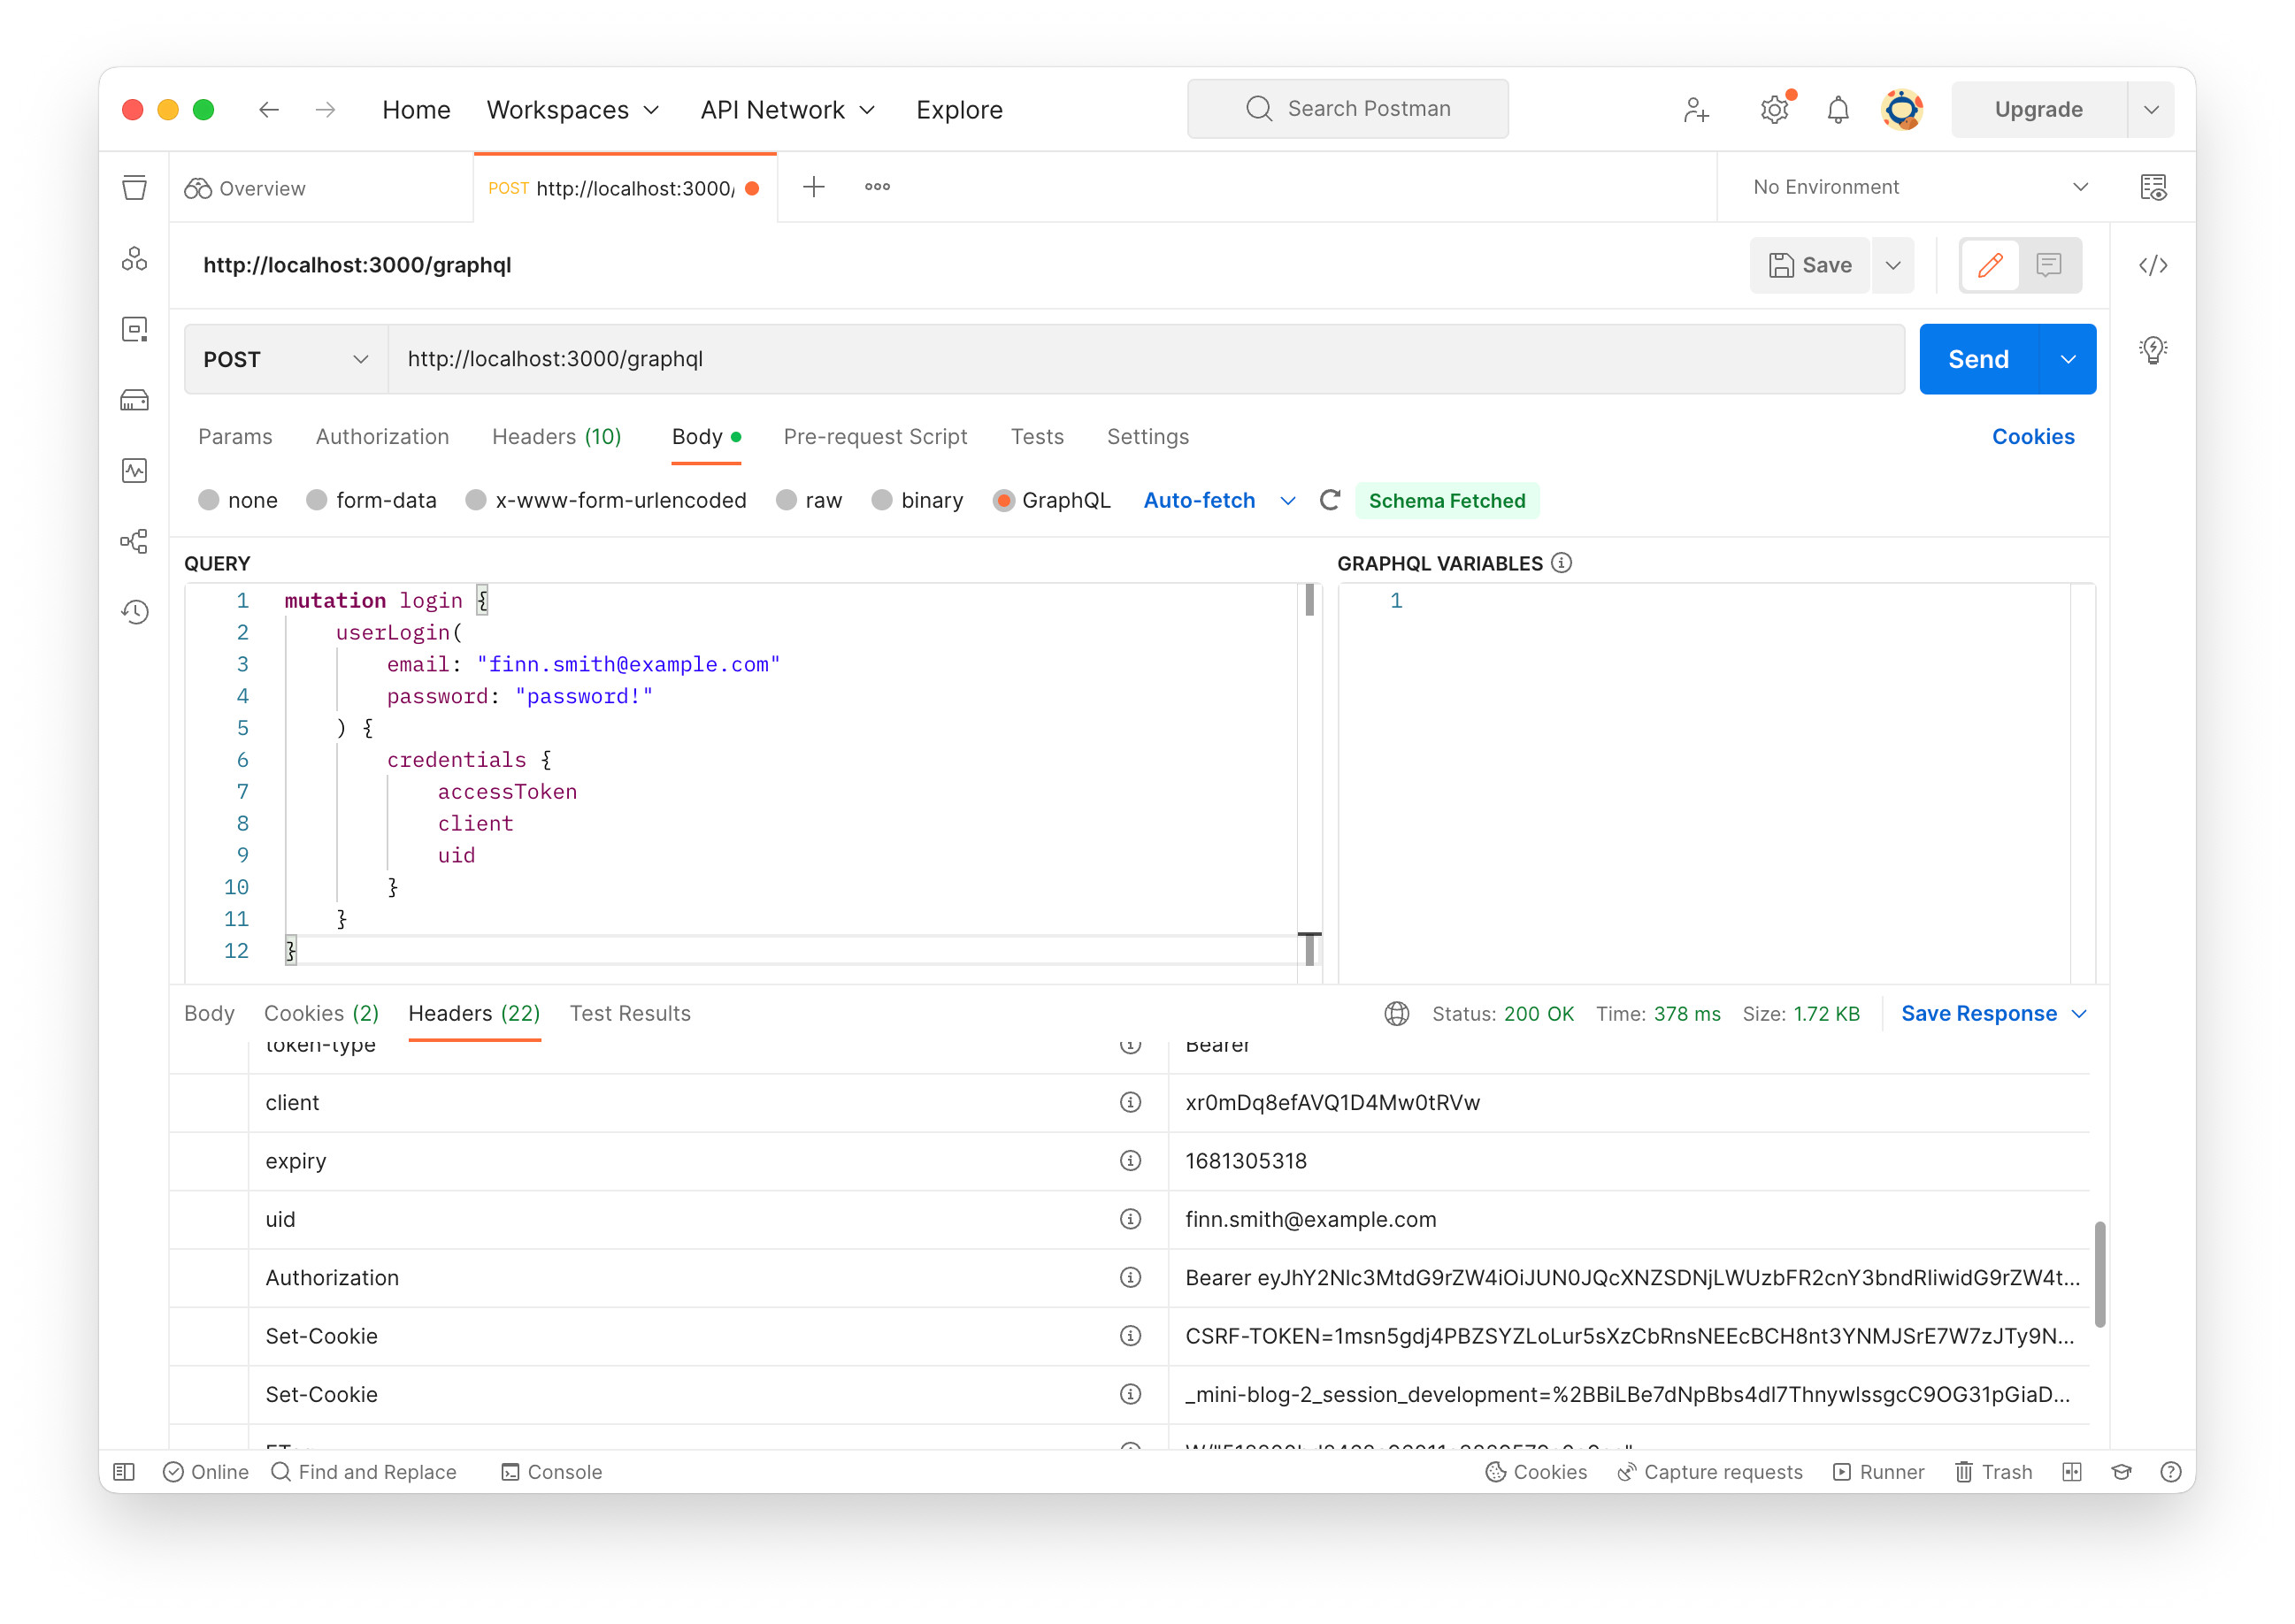 Home Workspaces API Network Explore Search Postman Upgrade
Overview POST http://localhost:3000/ No Environment
http://localhost:3000/graphql Save
POST http://localhost:3000/graphql Send
Params Authorization Headers (10) Body Pre-request Script Tests Settings Cookies
none form-data x-www-form-urlencoded raw binary GraphQL Auto-fetch Schema Fetched
QUERY GRAPHQL VARIABLES
1 mutation login {
2 userLogin(
3 email: "finn.smith@example.com"
4 password: "password!"
5 ) {
6 credentials {
7 accessToken
8 client
9 uid
10 }
11 }
12 }
1
Body Cookies (2) Headers (22) Test Results Status: 200 OK Time: 378 ms Size: 1.72 KB Save Response
token-type Bearer
client xr0mDq8efAVQ1D4Mw0tRVw
expiry 1681305318
uid finn.smith@example.com
Authorization Bearer eyJhY2Nlc3MtdG9rZW4iOiJUN0JQcXNZSDNjLWUzbFR2cnY3bndRIiwidG9rZW4t...
Set-Cookie CSRF-TOKEN=1msn5gdj4PBZSYZLoLur5sXzCbRnsNEEcBCH8nt3YNMJSrE7W7zJTy9N...
Set-Cookie _mini-blog-2_session_development=%2BBiLBe7dNpBbs4dl7ThnywlssgcC9OG31pGiaD...
Online Find and Replace Console Cookies Capture requests Runner Trash